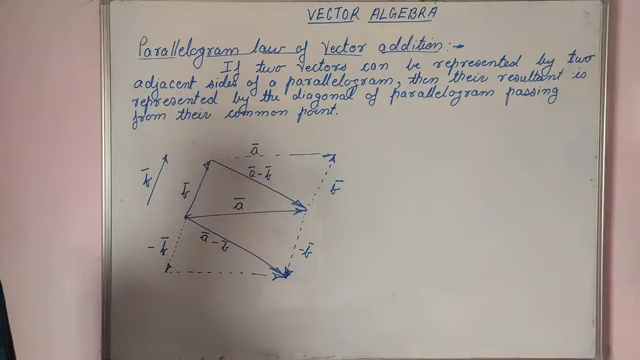 VECTOR ALGEBRA
Parallelogram law of Vector addition:→
If two vectors can be represented by two
adjacent sides of a parallelogram, then their resultant is
represented by the diagonal of parallelogram passing
from their common point.
a̅
a̅-b̅
b̅
b̅
b̅
a̅
a̅-b̅
-b̅
-b̅